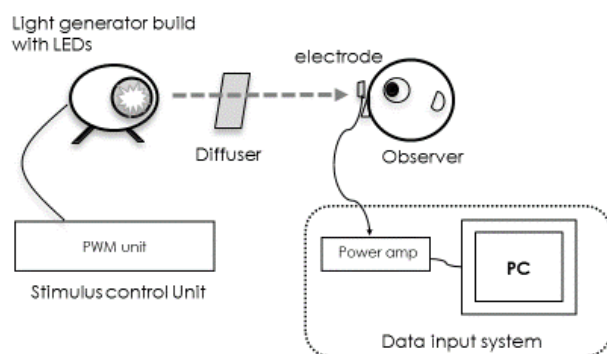 Light generator build
with LEDs
electrode
Diffuser
Observer
PWM unit
Power amp
PC
Stimulus control Unit
Data input system